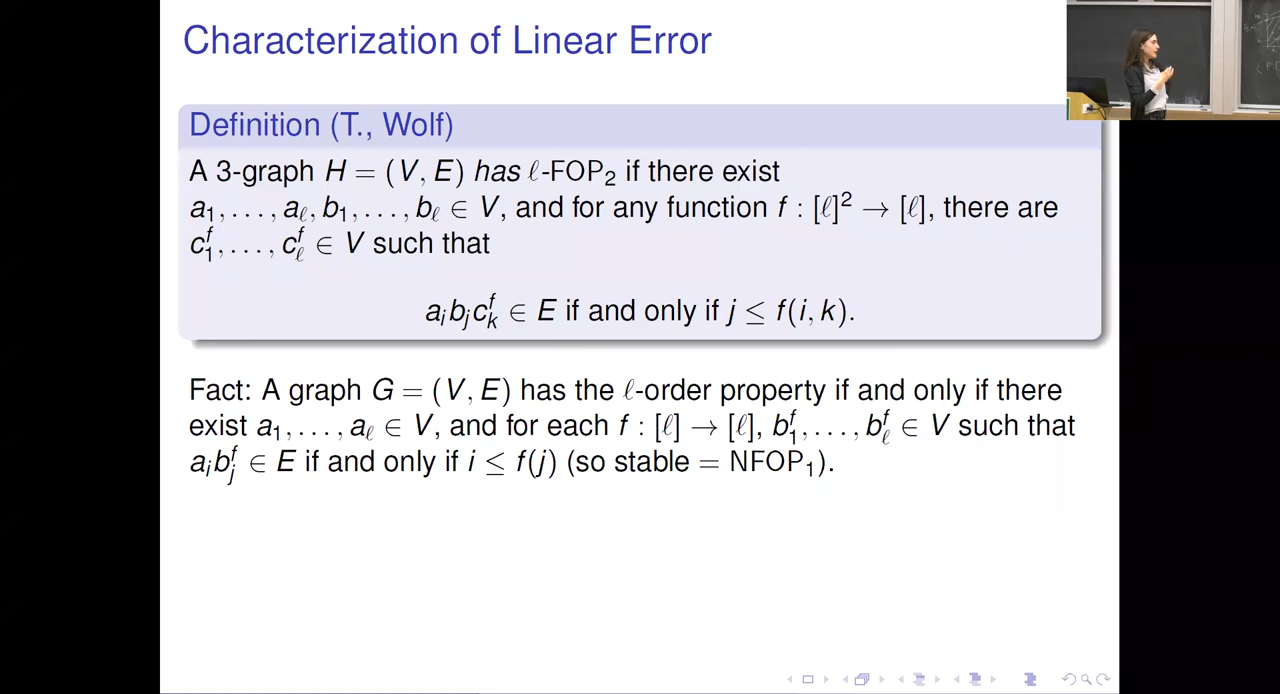 Characterization of Linear Error
Definition (T., Wolf)
A 3-graph H = (V, E) has ℓ-FOP₂ if there exist
a₁, . . . , a_ℓ, b₁, . . . , b_ℓ ∈ V, and for any function f : [ℓ]² → [ℓ], there are
c₁^f, . . . , c_ℓ^f ∈ V such that
a_i b_j c_k^f ∈ E if and only if j ≤ f(i, k).
Fact: A graph G = (V, E) has the ℓ-order property if and only if there
exist a₁, . . . , a_ℓ ∈ V, and for each f : [ℓ] → [ℓ], b₁^f, . . . , b_ℓ^f ∈ V such that
a_i b_j^f ∈ E if and only if i ≤ f(j) (so stable = NFOP₁).